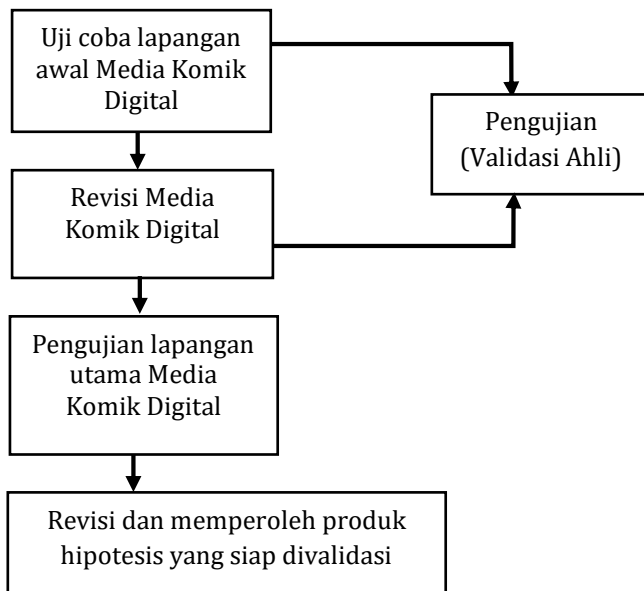 Uji coba lapangan
awal Media Komik
Digital
Pengujian
(Validasi Ahli)
Revisi Media
Komik Digital
Pengujian lapangan
utama Media
Komik Digital
Revisi dan memperoleh produk
hipotesis yang siap divalidasi